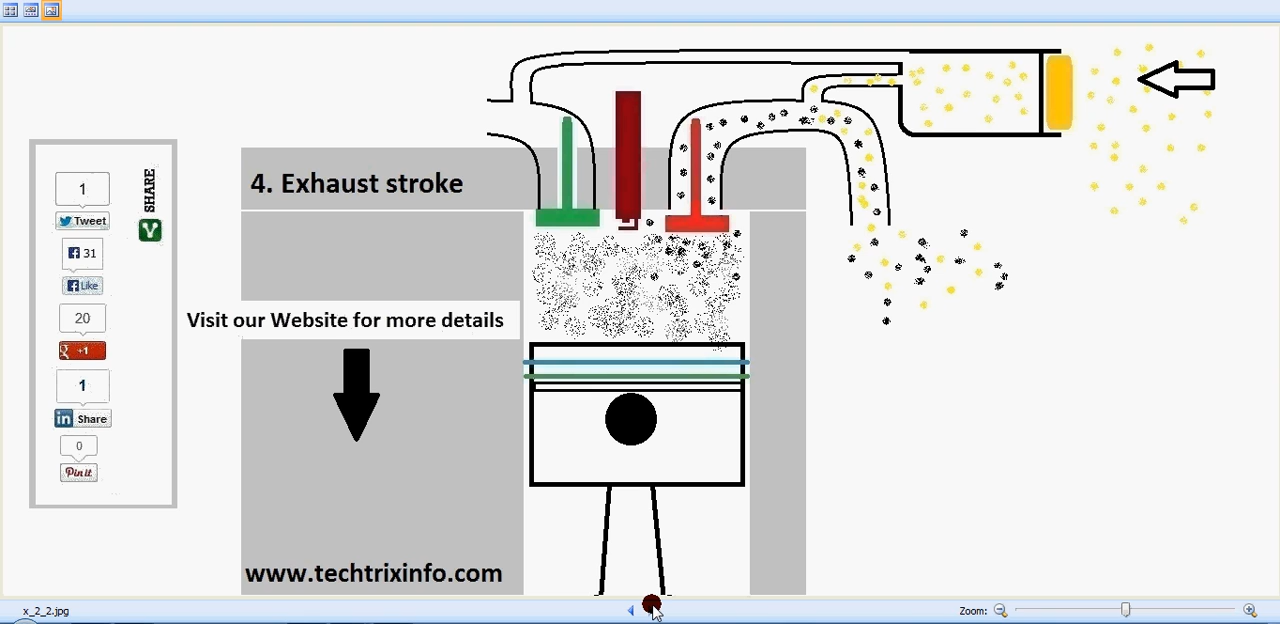 4. Exhaust stroke
1
SHARE
Tweet
31
Like
Visit our Website for more details
20
+1
1
in Share
0
Pin it
www.techtrixinfo.com
x_2_2.jpg
Zoom: